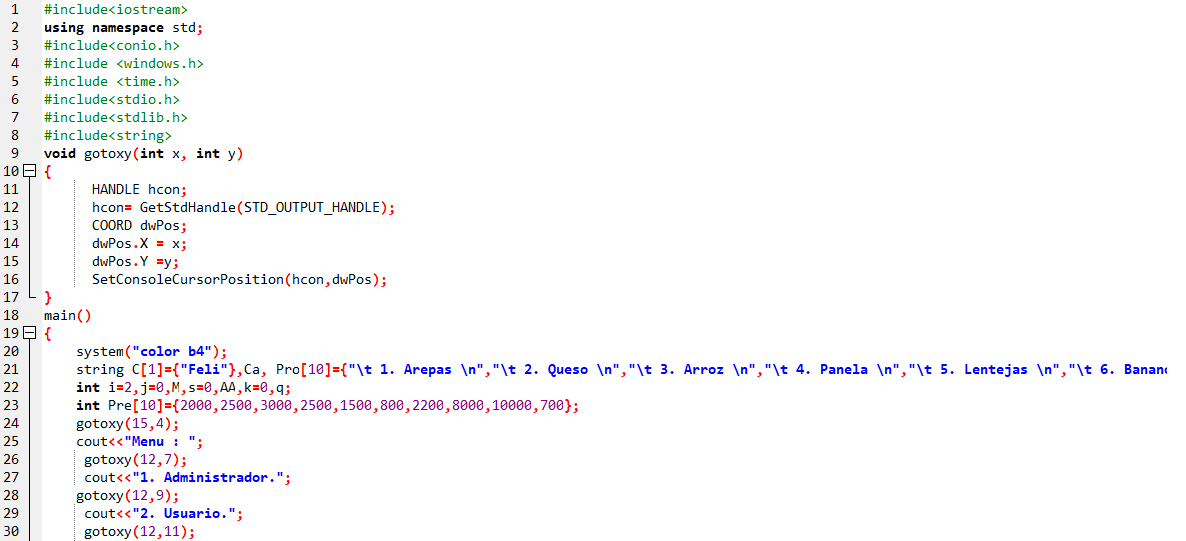 1 #include<iostream>
2 using namespace std;
3 #include<conio.h>
4 #include <windows.h>
5 #include <time.h>
6 #include<stdio.h>
7 #include<stdlib.h>
8 #include<string>
9 void gotoxy(int x, int y)
10 {
11 HANDLE hcon;
12 hcon= GetStdHandle(STD_OUTPUT_HANDLE);
13 COORD dwPos;
14 dwPos.X = x;
15 dwPos.Y =y;
16 SetConsoleCursorPosition(hcon,dwPos);
17 }
18 main()
19 {
20 system("color b4");
21 string C[1]={"Feli"},Ca, Pro[10]={"\t 1. Arepas \n","\t 2. Queso \n","\t 3. Arroz \n","\t 4. Panela \n","\t 5. Lentejas \n","\t 6. Banan
22 int i=2,j=0,M,s=0,AA,k=0,q;
23 int Pre[10]={2000,2500,3000,2500,1500,800,2200,8000,10000,700};
24 gotoxy(15,4);
25 cout<<"Menu : ";
26 gotoxy(12,7);
27 cout<<"1. Administrador.";
28 gotoxy(12,9);
29 cout<<"2. Usuario.";
30 gotoxy(12,11);